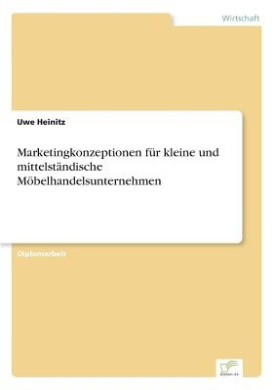 Wirtschaft
Uwe Heinitz
Marketingkonzeptionen für kleine und
mittelständische
Möbelhandelsunternehmen
Diplomarbeit